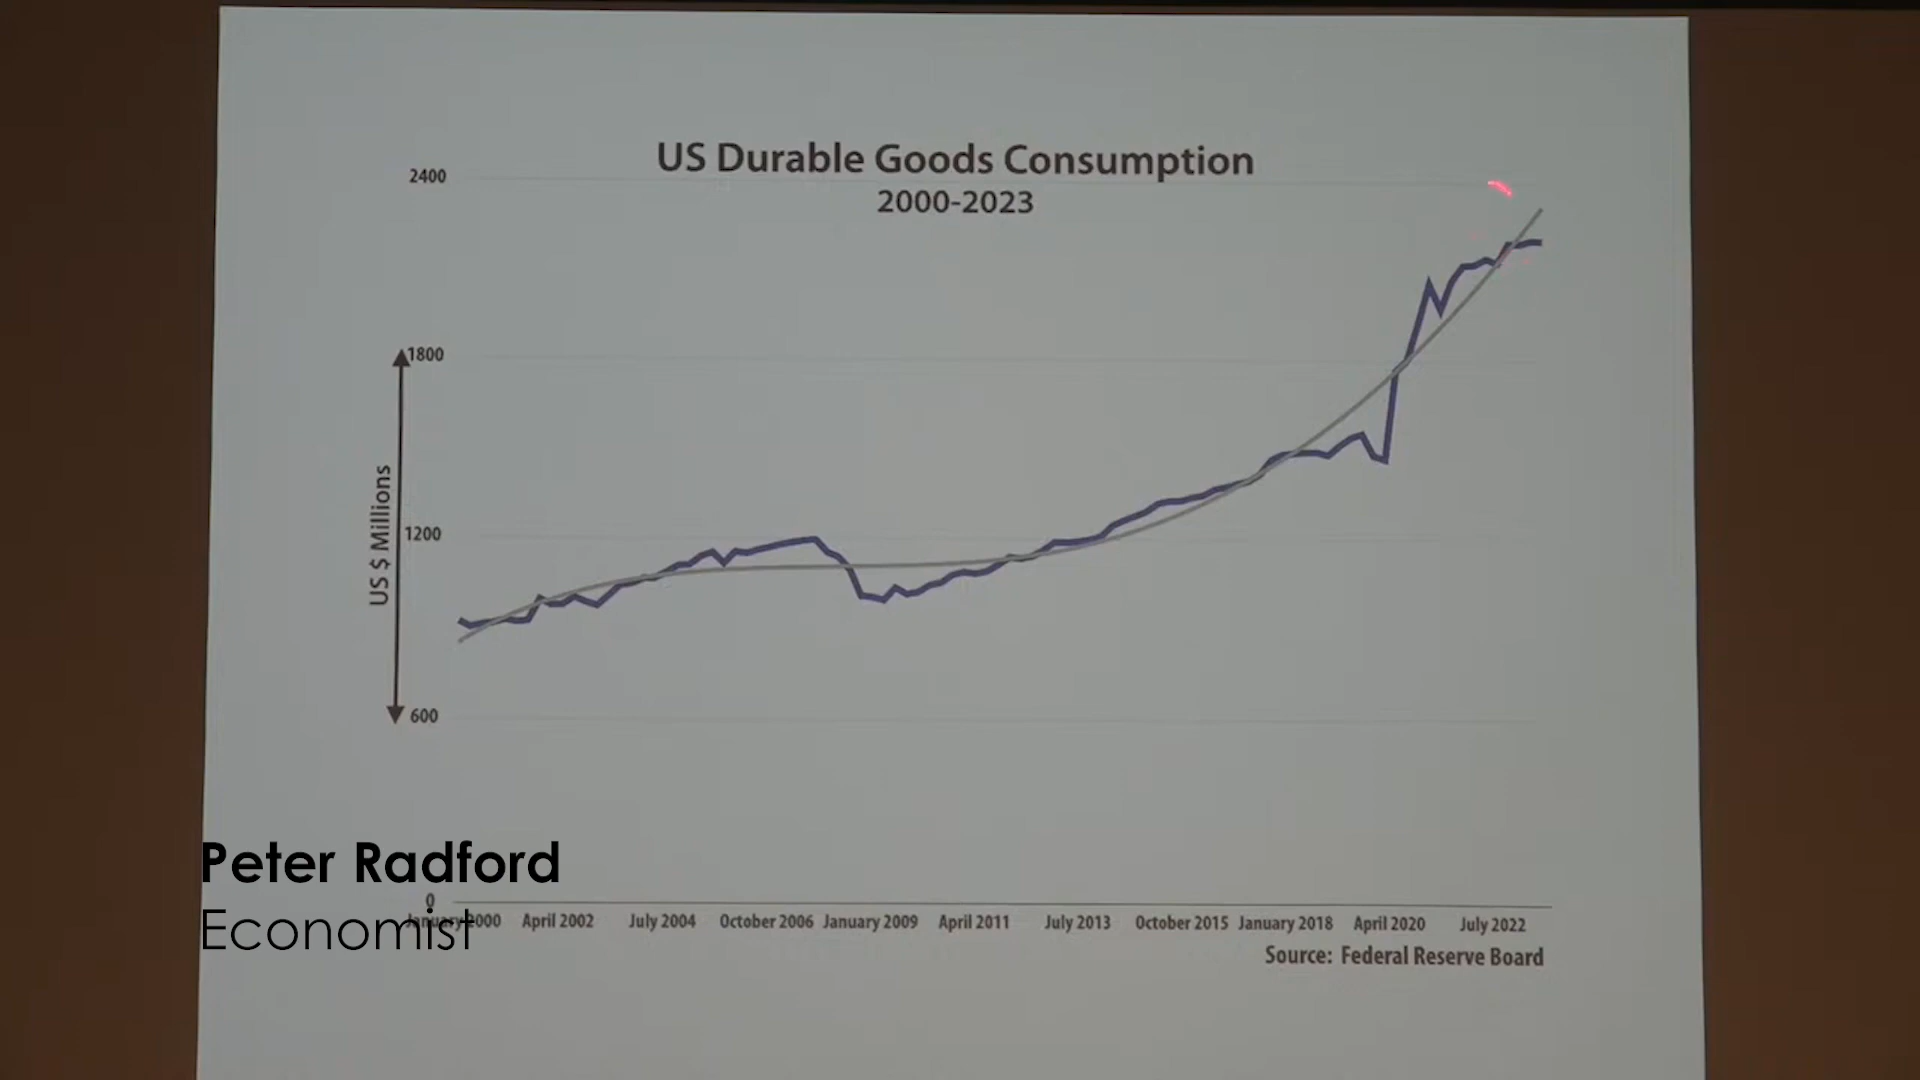 US Durable Goods Consumption
2000-2023
2400
1800
1200
600
0
US $ Millions
January 2000 April 2002 July 2004 October 2006 January 2009 April 2011 July 2013 October 2015 January 2018 April 2020 July 2022
Source: Federal Reserve Board
Peter Radford
Economist